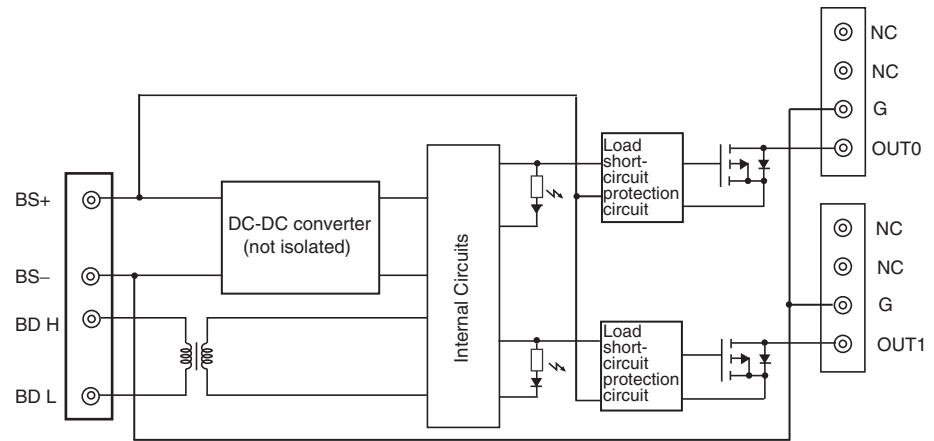 NC
NC
G
OUT0
Load
short-
circuit
protection
circuit
BS+
DC-DC converter
(not isolated)
Internal Circuits
BS−
BD H
BD L
NC
NC
G
OUT1
Load
short-
circuit
protection
circuit